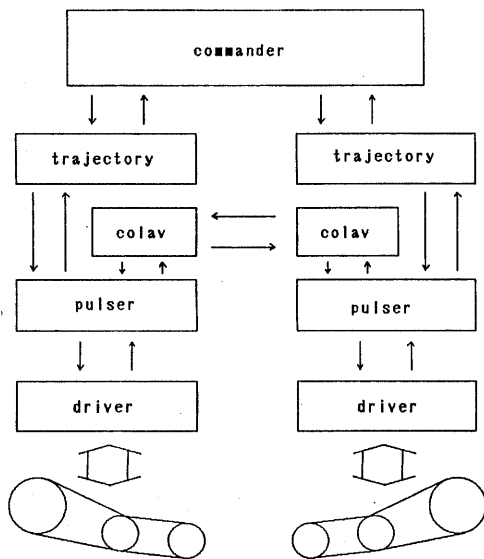 commander
trajectory
trajectory
colav
colav
pulser
pulser
driver
driver